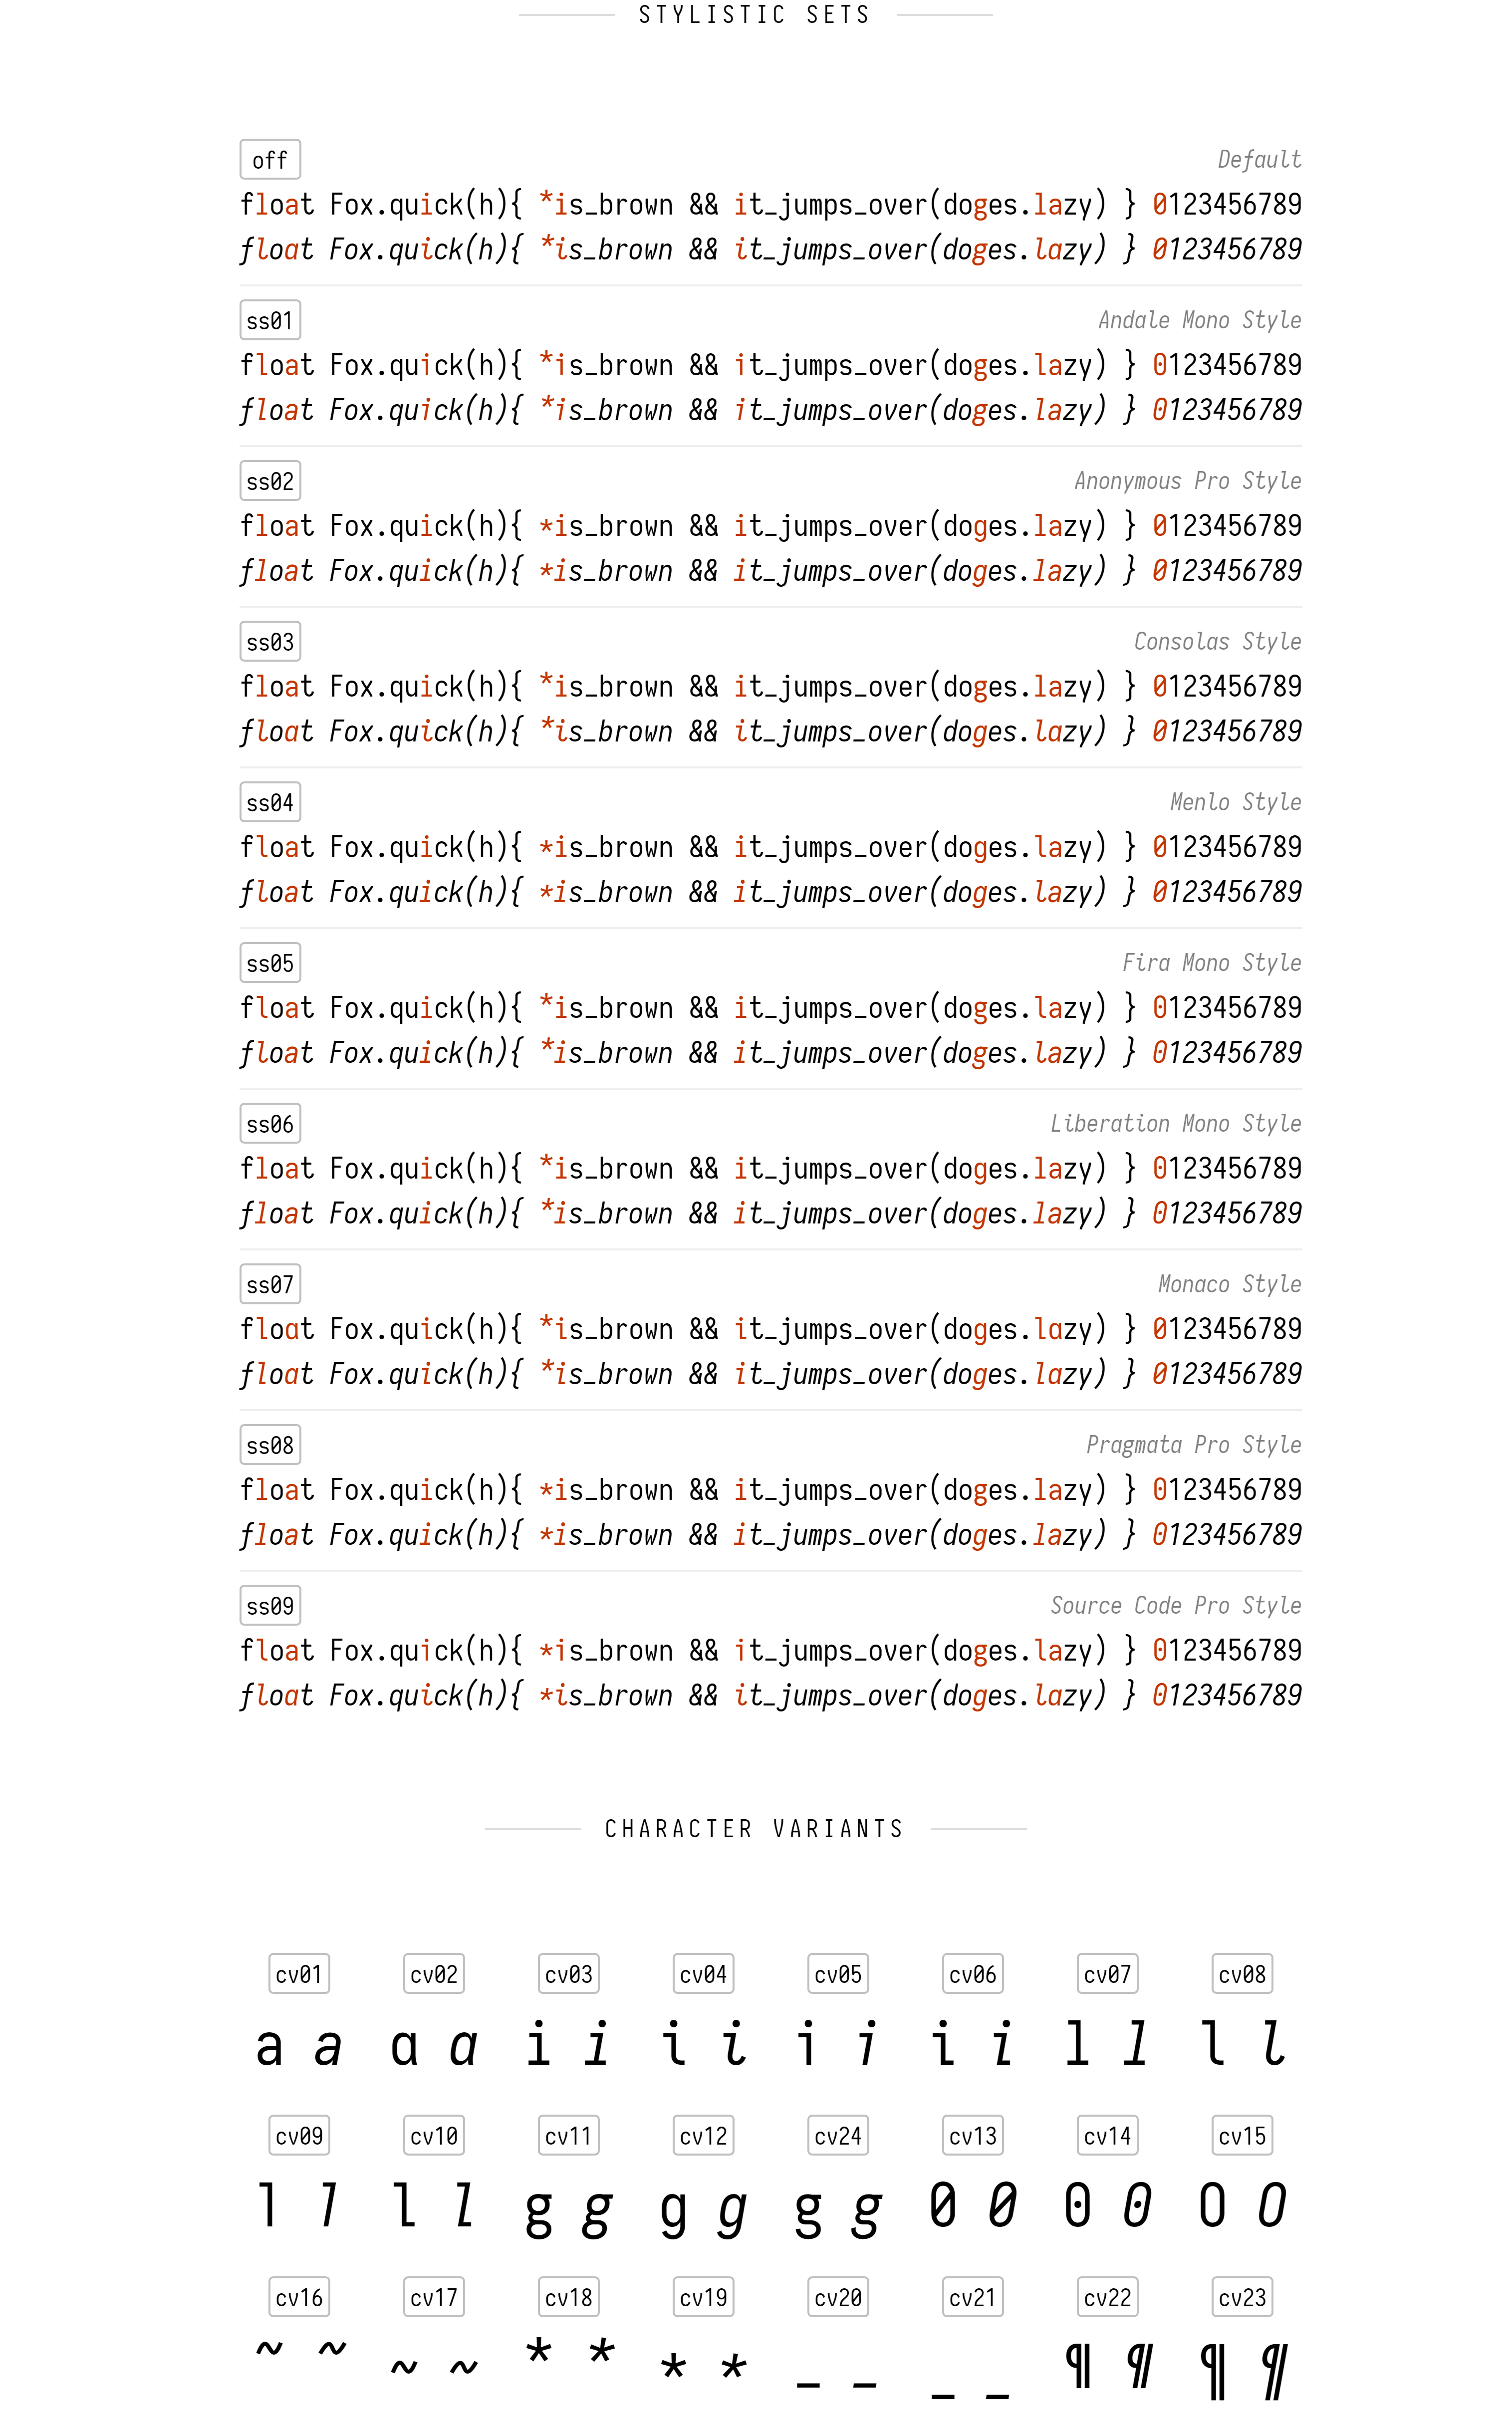 STYLISTIC SETS
off Default
float Fox.quick(h){ *is_brown && it_jumps_over(doges.lazy) } 0123456789
float Fox.quick(h){ *is_brown && it_jumps_over(doges.lazy) } 0123456789
ss01 Andale Mono Style
float Fox.quick(h){ *is_brown && it_jumps_over(doges.lazy) } 0123456789
float Fox.quick(h){ *is_brown && it_jumps_over(doges.lazy) } 0123456789
ss02 Anonymous Pro Style
float Fox.quick(h){ *is_brown && it_jumps_over(doges.lazy) } 0123456789
float Fox.quick(h){ *is_brown && it_jumps_over(doges.lazy) } 0123456789
ss03 Consolas Style
float Fox.quick(h){ *is_brown && it_jumps_over(doges.lazy) } 0123456789
float Fox.quick(h){ *is_brown && it_jumps_over(doges.lazy) } 0123456789
ss04 Menlo Style
float Fox.quick(h){ *is_brown && it_jumps_over(doges.lazy) } 0123456789
float Fox.quick(h){ *is_brown && it_jumps_over(doges.lazy) } 0123456789
ss05 Fira Mono Style
float Fox.quick(h){ *is_brown && it_jumps_over(doges.lazy) } 0123456789
float Fox.quick(h){ *is_brown && it_jumps_over(doges.lazy) } 0123456789
ss06 Liberation Mono Style
float Fox.quick(h){ *is_brown && it_jumps_over(doges.lazy) } 0123456789
float Fox.quick(h){ *is_brown && it_jumps_over(doges.lazy) } 0123456789
ss07 Monaco Style
float Fox.quick(h){ *is_brown && it_jumps_over(doges.lazy) } 0123456789
float Fox.quick(h){ *is_brown && it_jumps_over(doges.lazy) } 0123456789
ss08 Pragmata Pro Style
float Fox.quick(h){ *is_brown && it_jumps_over(doges.lazy) } 0123456789
float Fox.quick(h){ *is_brown && it_jumps_over(doges.lazy) } 0123456789
ss09 Source Code Pro Style
float Fox.quick(h){ *is_brown && it_jumps_over(doges.lazy) } 0123456789
float Fox.quick(h){ *is_brown && it_jumps_over(doges.lazy) } 0123456789
CHARACTER VARIANTS
cv01 cv02 cv03 cv04 cv05 cv06 cv07 cv08
a a a a i i i i i i i i l l l l
cv09 cv10 cv11 cv12 cv24 cv13 cv14 cv15
l l l l g g g g g g 0 0 0 0 0 0
cv16 cv17 cv18 cv19 cv20 cv21 cv22 cv23
~ ~ ~ ~ * * * * _ _ _ _ ¶ ¶ ¶ ¶